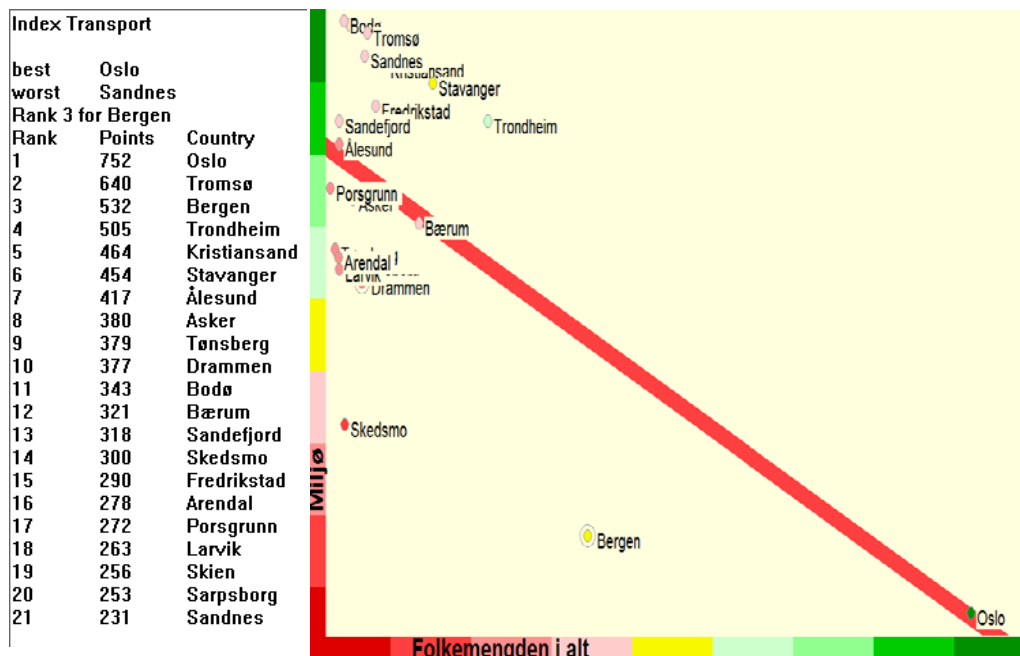 Index Transport
best Oslo
worst Sandnes
Rank 3 for Bergen
Rank Points Country
1 752 Oslo
2 640 Tromsø
3 532 Bergen
4 505 Trondheim
5 464 Kristiansand
6 454 Stavanger
7 417 Ålesund
8 380 Asker
9 379 Tønsberg
10 377 Drammen
11 343 Bodø
12 321 Bærum
13 318 Sandefjord
14 300 Skedsmo
15 290 Fredrikstad
16 278 Arendal
17 272 Porsgrunn
18 263 Larvik
19 256 Skien
20 253 Sarpsborg
21 231 Sandnes
Bodø
Tromsø
Sandnes
Kristiansand
Stavanger
Fredrikstad
Sandefjord
Trondheim
Ålesund
Porsgrunn
Asker
Bærum
Arendal
Larvik
Drammen
Skedsmo
Miljø
Bergen
Oslo
Folkemengden i alt